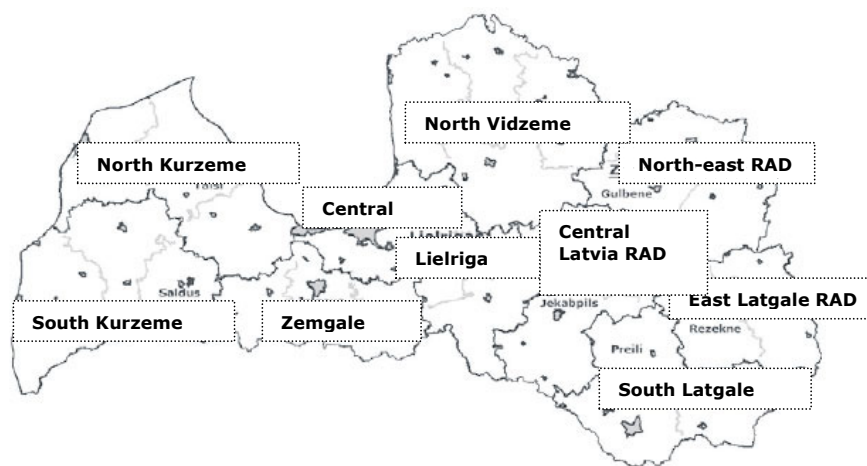 North Vidzeme
North Kurzeme
North-east RAD
Talsi
Gulbene
Central
Central
Latvia RAD
Lielriga
Saldus
Jekabpils
East Latgale RAD
South Kurzeme
Zemgale
Rezekne
Preili
South Latgale